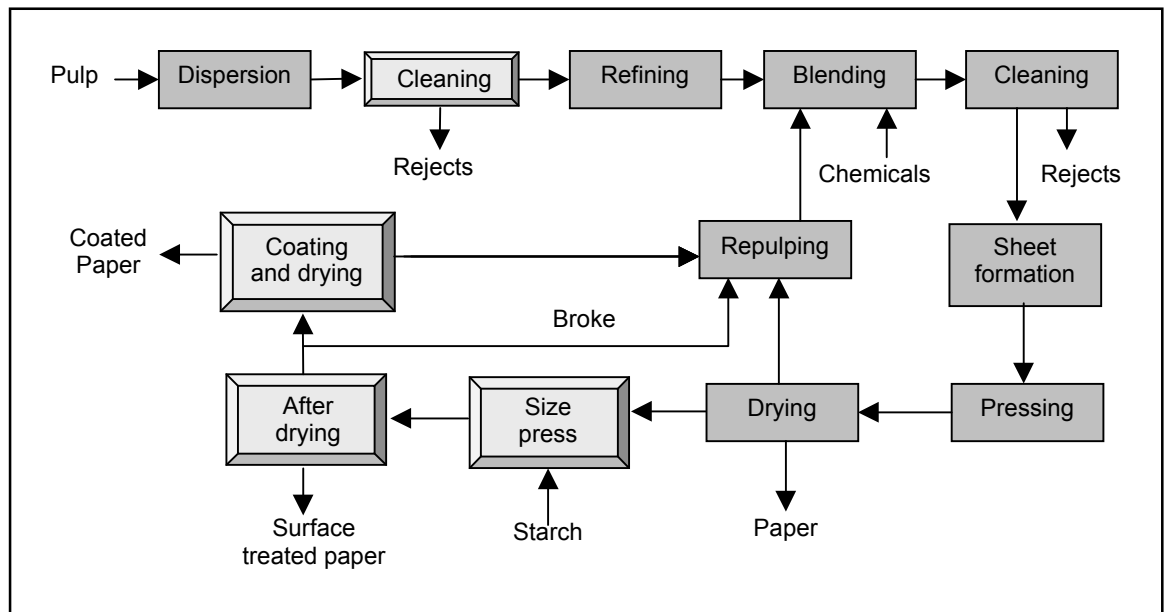 Pulp
Dispersion
Cleaning
Refining
Blending
Cleaning
Rejects
Chemicals
Rejects
Coated
Paper
Coating
and drying
Repulping
Sheet
formation
Broke
After
drying
Size
press
Drying
Pressing
Surface
treated paper
Starch
Paper